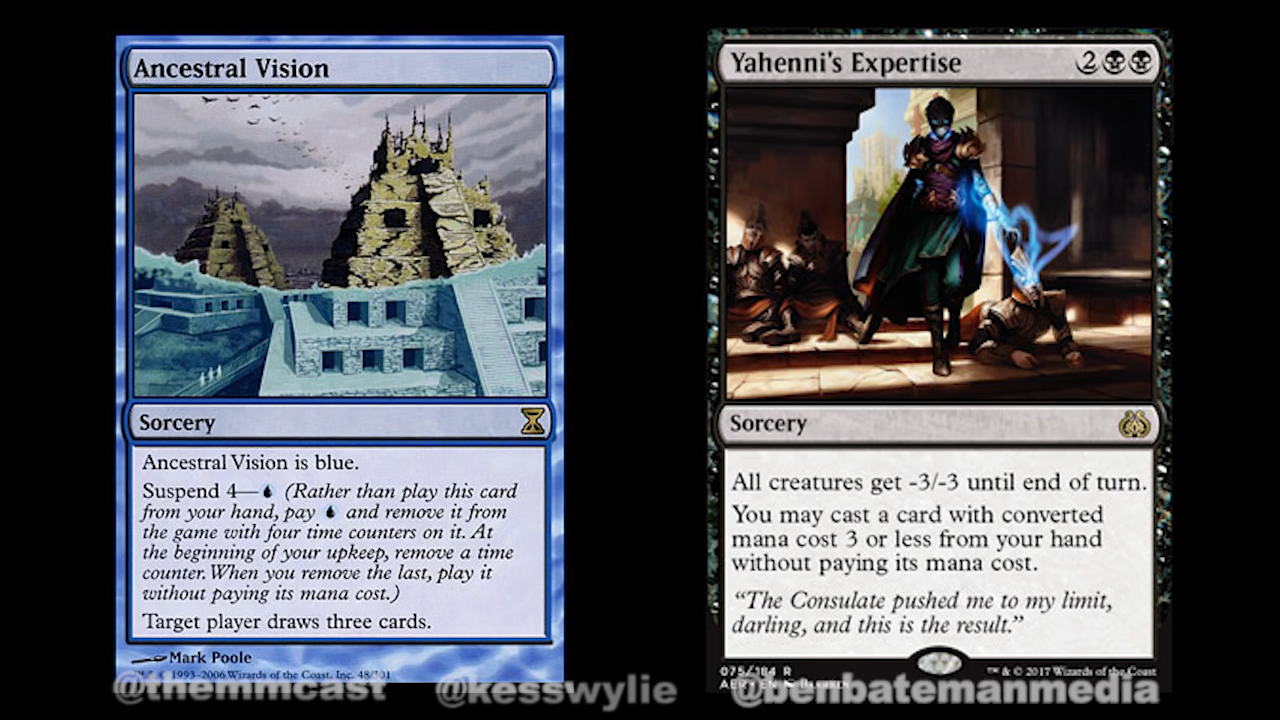 Ancestral Vision
Sorcery
Ancestral Vision is blue.
Suspend 4— (Rather than play this card
from your hand, pay and remove it from
the game with four time counters on it. At
the beginning of your upkeep, remove a time
counter. When you remove the last, play it
without paying its mana cost.)
Target player draws three cards.
Mark Poole
1993–2006 Wizards of the Coast, Inc. 48/301
Yahenni's Expertise 2
Sorcery
All creatures get -3/-3 until end of turn.
You may cast a card with converted
mana cost 3 or less from your hand
without paying its mana cost.
"The Consulate pushed me to my limit,
darling, and this is the result."
075/184 R
AER EN
™ & © 2017 Wizards of the Coast
@themmcast @kesswylie @benbatemanmedia